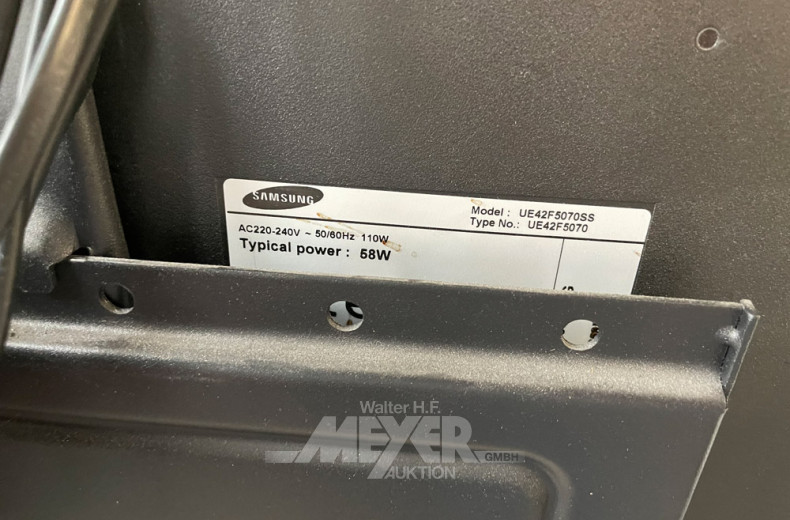 SAMSUNG
Model : UE42F5070SS
Type No.: UE42F5070
AC220-240V ~ 50/60Hz 110W
Typical power : 58W
Walter H.F.
MEYER
GMBH
AUKTION